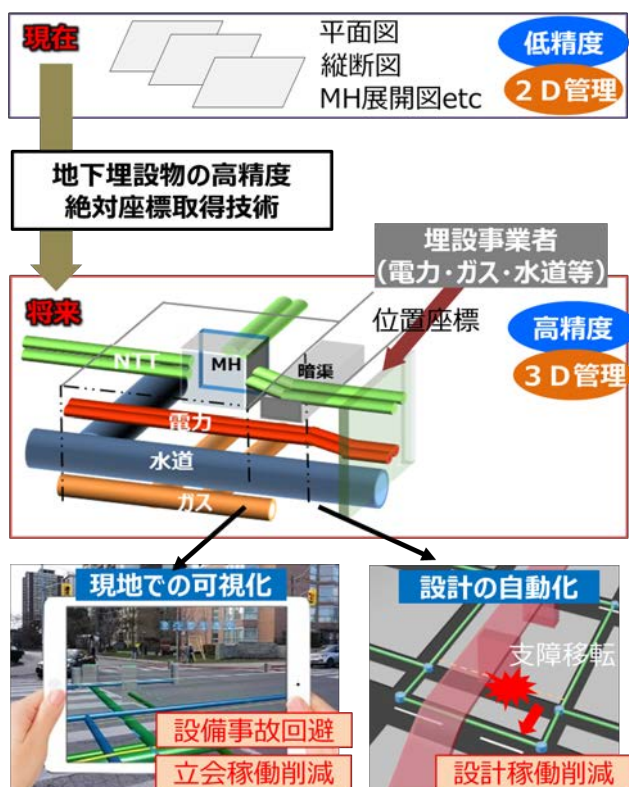 現在
平面図
縦断図
MH展開図etc
低精度
２Ｄ管理
地下埋設物の高精度
絶対座標取得技術
埋設事業者
（電力・ガス・水道等）
将来
位置座標
高精度
３Ｄ管理
NTT
MH
暗渠
電力
水道
ガス
現地での可視化
設備事故回避
立会稼働削減
設計の自動化
支障移転
設計稼働削減